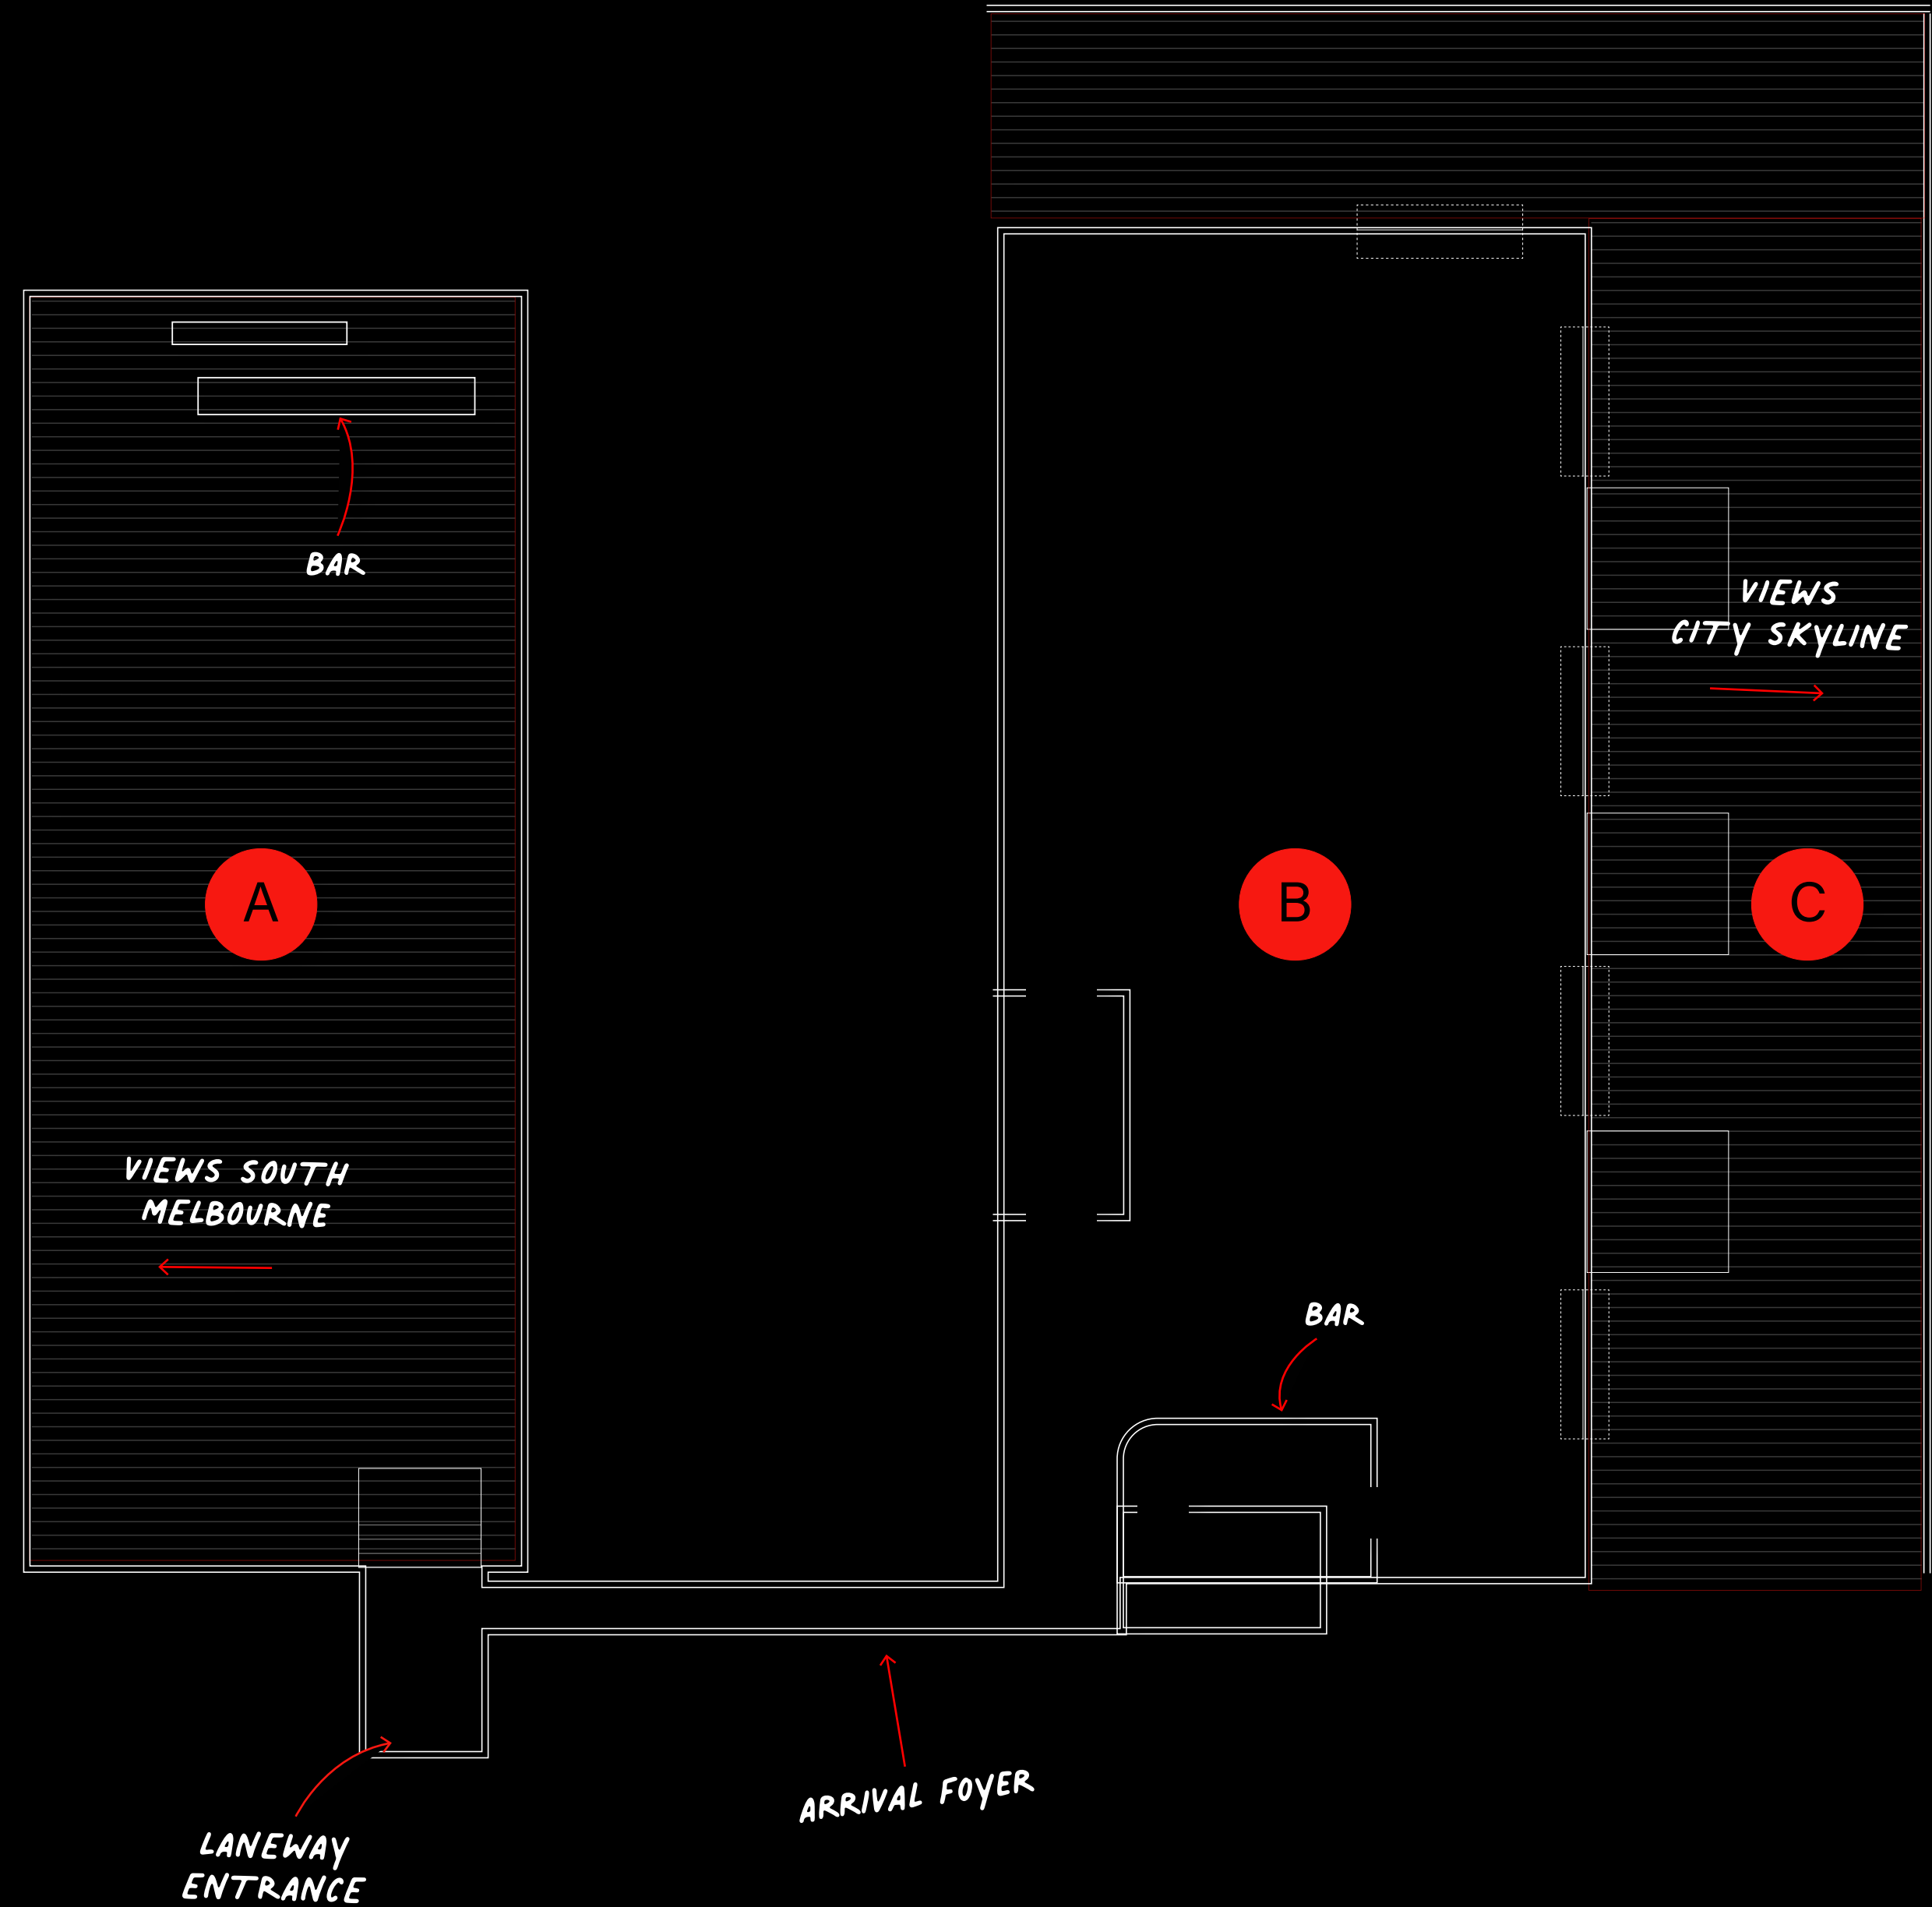 BAR
VIEWS
CITY SKYLINE
A
B
C
VIEWS SOUTH
MELBOURNE
BAR
ARRIVAL FOYER
LANEWAY
ENTRANCE